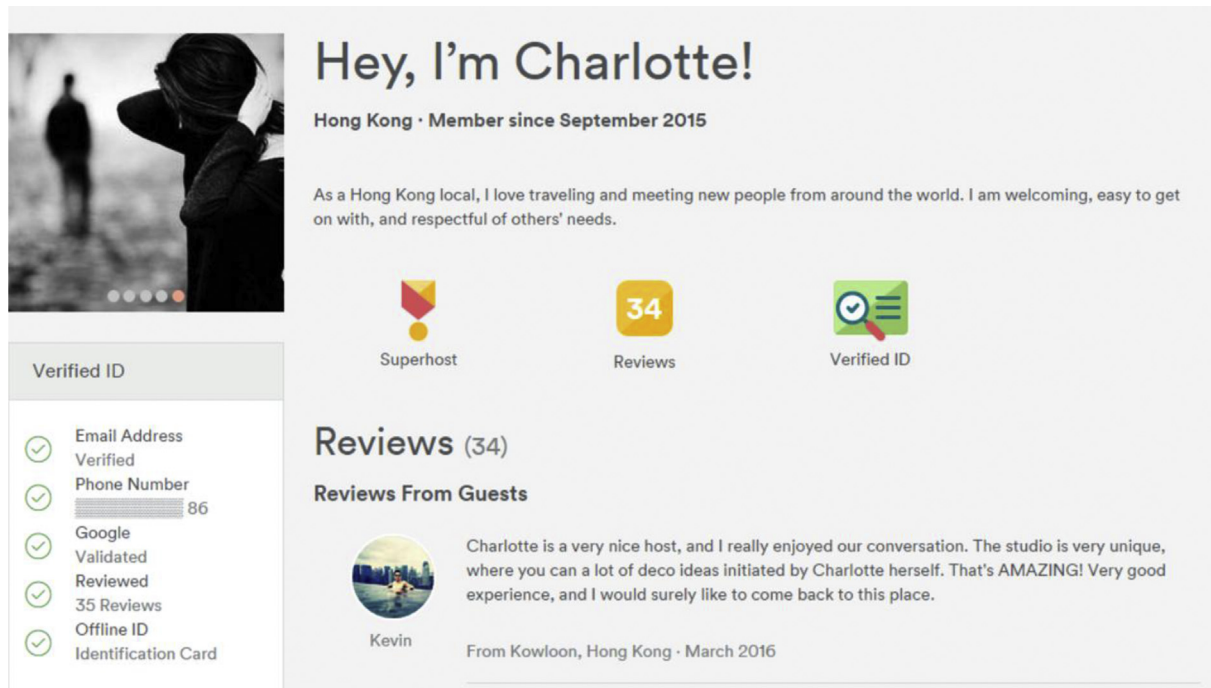 Hey, I'm Charlotte!
Hong Kong · Member since September 2015
As a Hong Kong local, I love traveling and meeting new people from around the world. I am welcoming, easy to get
on with, and respectful of others' needs.
34
Superhost
Reviews
Verified ID
Verified ID
Email Address
Verified
Phone Number
86
Google
Validated
Reviewed
35 Reviews
Offline ID
Identification Card
Reviews (34)
Reviews From Guests
Charlotte is a very nice host, and I really enjoyed our conversation. The studio is very unique,
where you can a lot of deco ideas initiated by Charlotte herself. That's AMAZING! Very good
experience, and I would surely like to come back to this place.
Kevin
From Kowloon, Hong Kong · March 2016